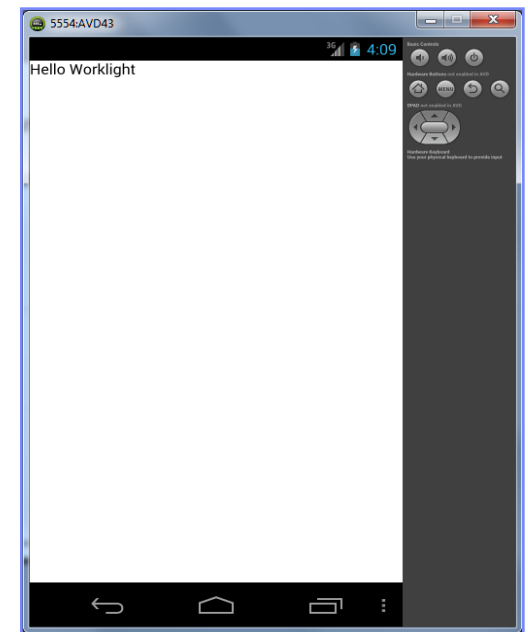 5554:AVD43
3G 4:09
Hello Worklight
Basic Controls
Hardware Buttons not enabled in AVD
MENU
DPAD not enabled in AVD
Hardware Keyboard
Use your physical keyboard to provide input